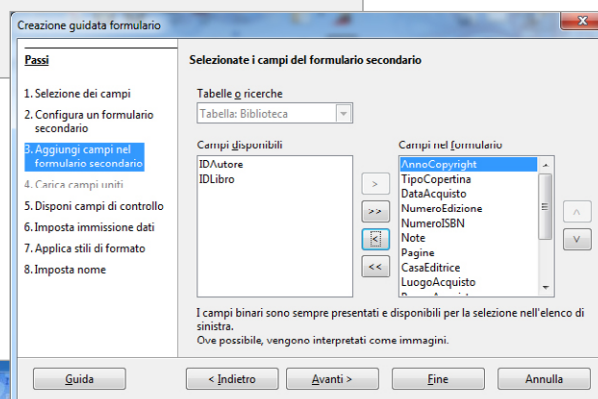 Creazione guidata formulario
Passi
Selezionate i campi del formulario secondario
1. Selezione dei campi
2. Configura un formulario
secondario
3. Aggiungi campi nel
formulario secondario
4. Carica campi uniti
5. Disponi campi di controllo
6. Imposta immissione dati
7. Applica stili di formato
8. Imposta nome
Tabelle o ricerche
Tabella: Biblioteca
Campi disponibili
IDAutore
IDLibro
>
>>
<
<<
Campi nel formulario
AnnoCopyright
TipoCopertina
DataAcquisto
NumeroEdizione
NumeroISBN
Note
Pagine
CasaEditrice
LuogoAcquisto
I campi binari sono sempre presentati e disponibili per la selezione nell'elenco di
sinistra.
Ove possibile, vengono interpretati come immagini.
Guida
< Indietro
Avanti >
Fine
Annulla